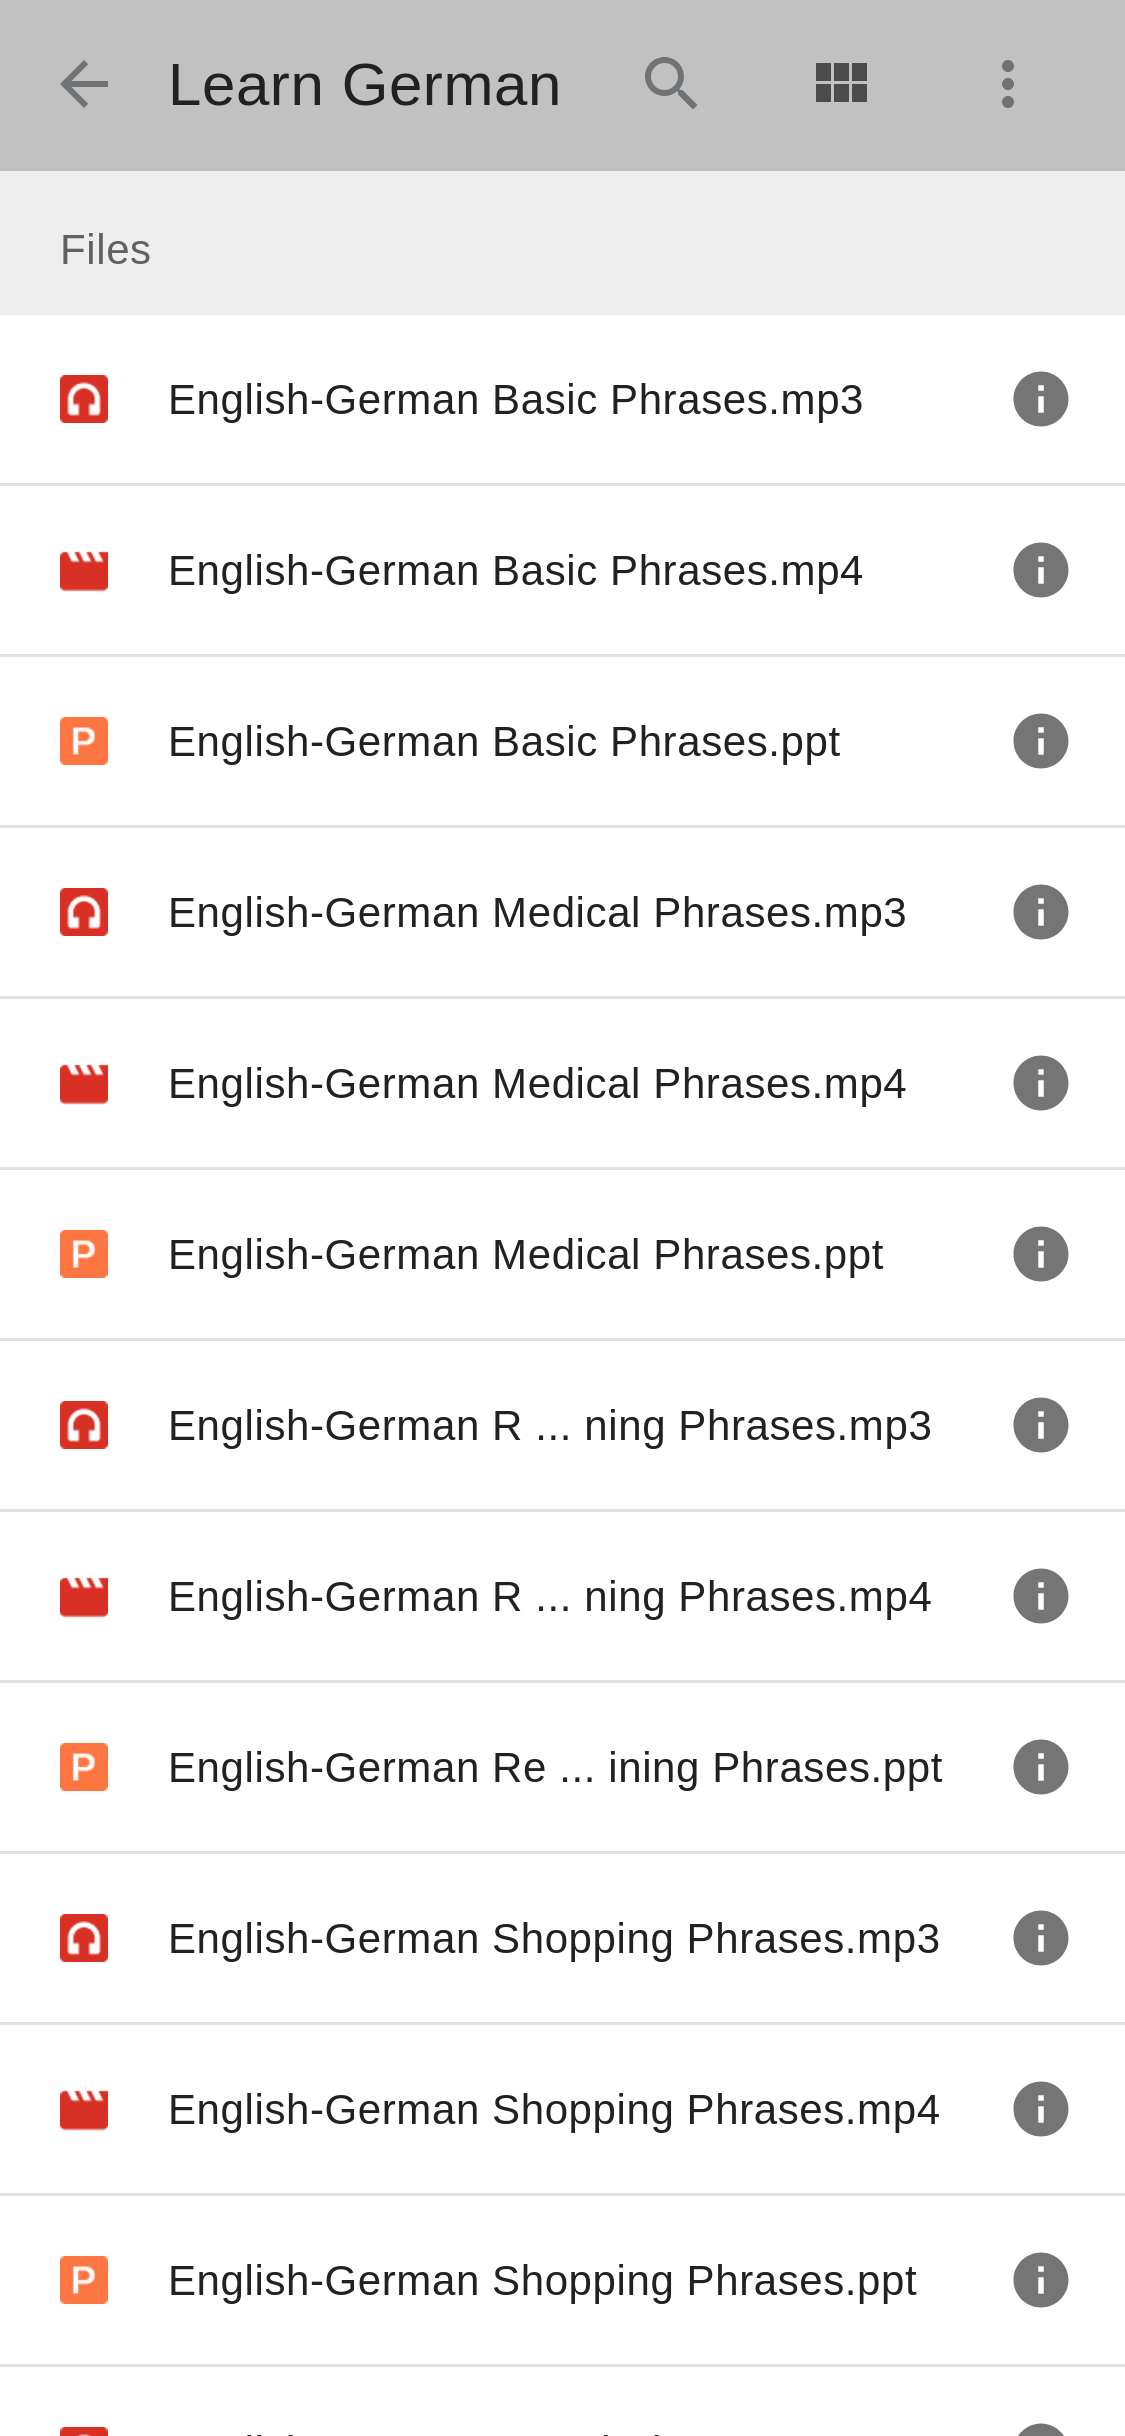 Learn German
Files
English-German Basic Phrases.mp3
English-German Basic Phrases.mp4
English-German Basic Phrases.ppt
English-German Medical Phrases.mp3
English-German Medical Phrases.mp4
English-German Medical Phrases.ppt
English-German R ... ning Phrases.mp3
English-German R ... ning Phrases.mp4
English-German Re ... ining Phrases.ppt
English-German Shopping Phrases.mp3
English-German Shopping Phrases.mp4
English-German Shopping Phrases.ppt